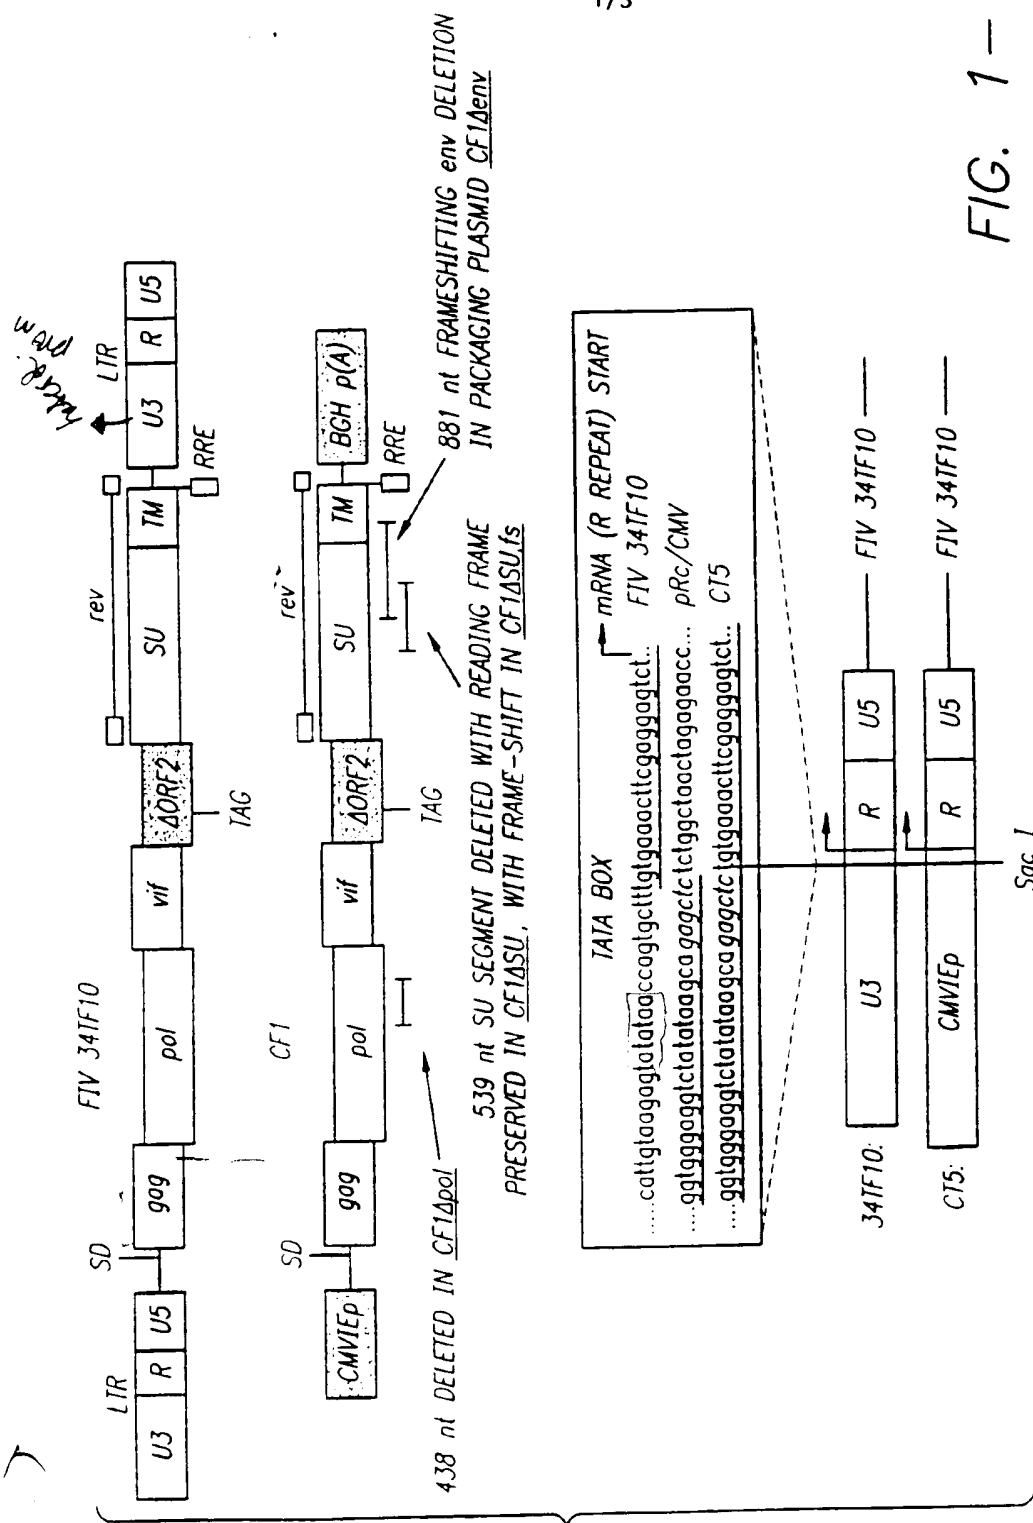 1/3
FIV 34TF10
LTR
SD
rev
LTR
U3 R U5 gag pol vif ΔORF2 SU TM U3 R U5
TAG
RRE
CF1
SD
rev
CMVIEp gag pol vif ΔORF2 SU TM BGH p(A)
TAG
RRE
438 nt DELETED IN CF1Δpol
539 nt SU SEGMENT DELETED WITH READING FRAME
PRESERVED IN CF1ΔSU, WITH FRAME-SHIFT IN CF1ΔSU.fs
881 nt FRAMESHIFTING env DELETION
IN PACKAGING PLASMID CF1Δenv
TATA BOX
mRNA (R REPEAT) START
.....cattgtaagagtatataaccagtgctttgtgaaacttcgaggagtct.. FIV 34TF10
....ggtgggaggtctatataagcagagctctctggctaactagagaacc... pRc/CMV
....ggtgggaggtctatataagcagagctctgtgaaacttcgaggagtct.. CT5
34TF10: U3 R U5 FIV 34TF10
CT5: CMVIEp R U5 FIV 34TF10
Sac I
FIG. 1